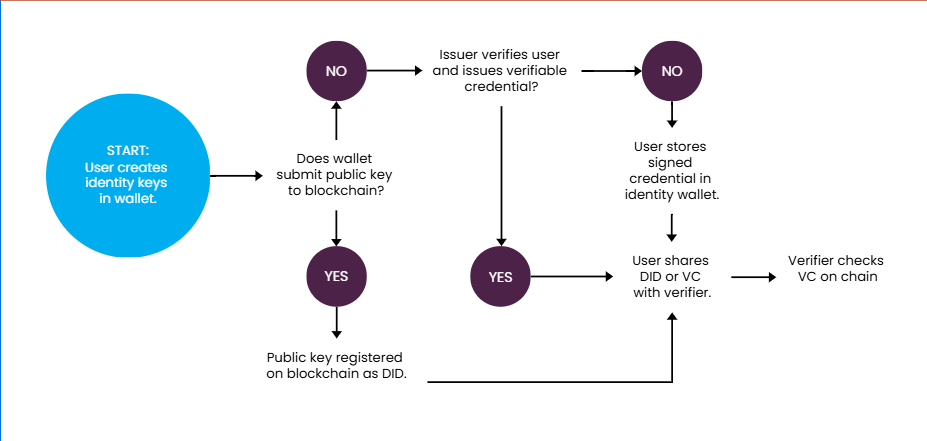 START:
User creates
identity keys
in wallet.
Does wallet
submit public key
to blockchain?
NO
Issuer verifies user
and issues verifiable
credential?
NO
User stores
signed
credential in
identity wallet.
YES
YES
User shares
DID or VC
with verifier.
Verifier checks
VC on chain
Public key registered
on blockchain as DID.